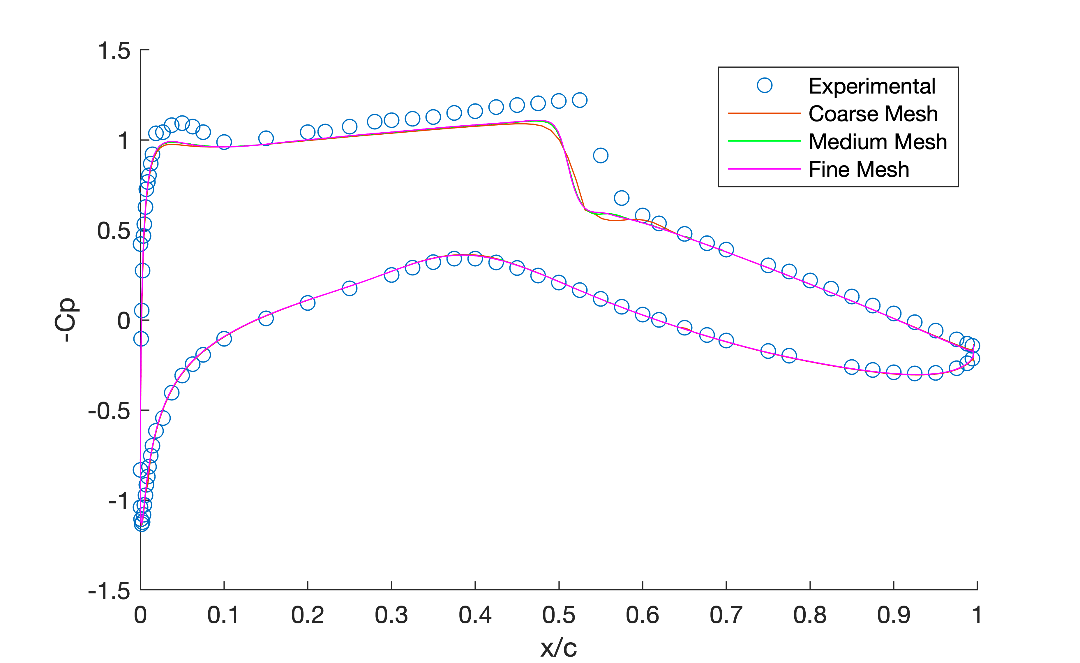 1.5
1
0.5
0
-0.5
-1
-1.5
-Cp
0 0.1 0.2 0.3 0.4 0.5 0.6 0.7 0.8 0.9 1
x/c
Experimental
Coarse Mesh
Medium Mesh
Fine Mesh